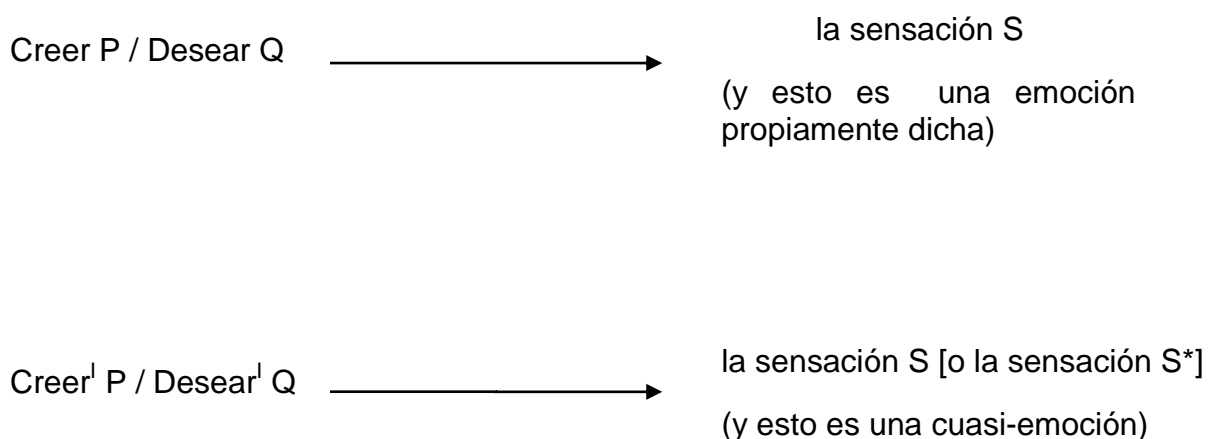 Creer P / Desear Q
la sensación S
(y esto es una emoción
propiamente dicha)
Creerᴵ P / Desearᴵ Q
la sensación S [o la sensación S*]
(y esto es una cuasi-emoción)